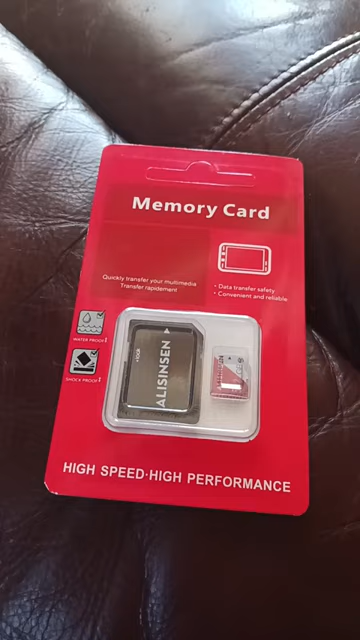 Memory Card
Quickly transfer your multimedia
Transfer rapidement
• Data transfer safety
• Convenient and reliable
WATER PROOF
SHOCK PROOF
ALISINSEN
HIGH SPEED·HIGH PERFORMANCE